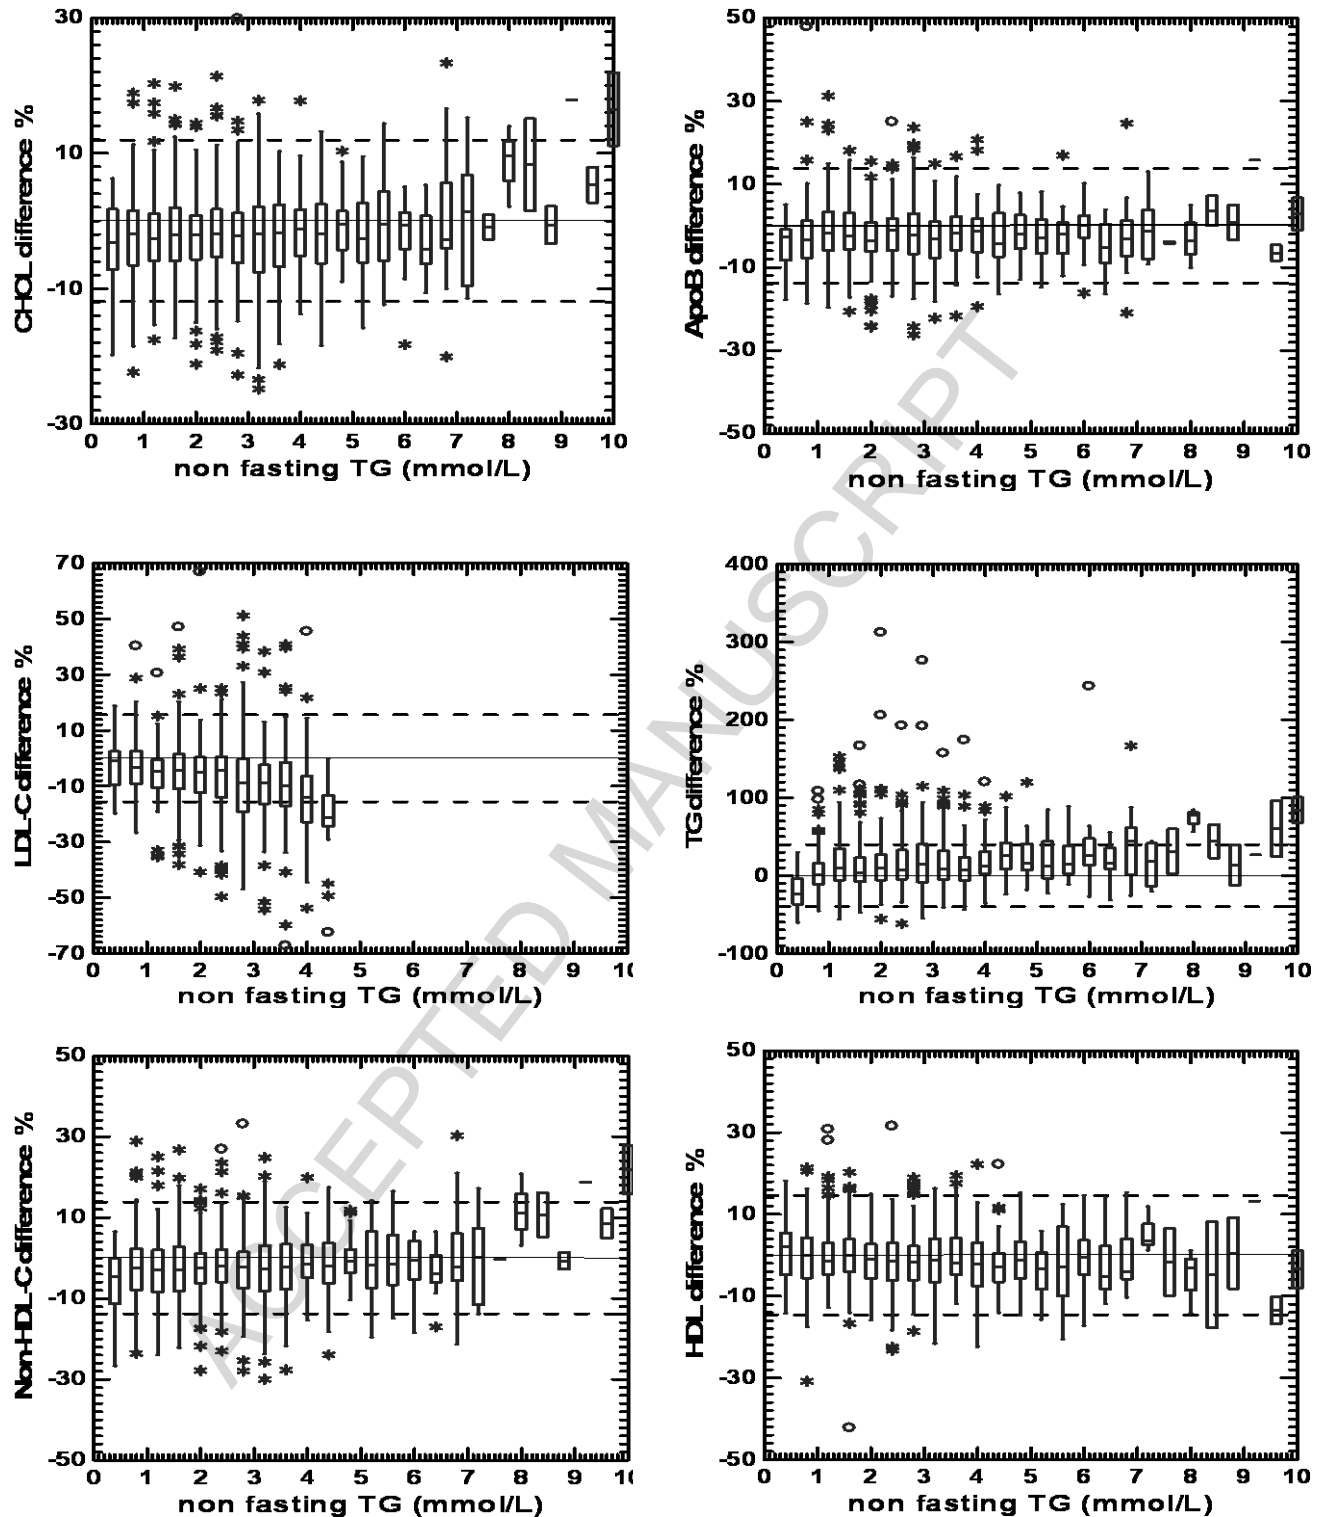 30
10
-10
-30
CHOL difference %
0 1 2 3 4 5 6 7 8 9 10
non fasting TG (mmol/L)
50
30
10
-10
-30
-50
ApoB difference %
0 1 2 3 4 5 6 7 8 9 10
non fasting TG (mmol/L)
70
50
30
10
-10
-30
-50
-70
LDL-C difference %
0 1 2 3 4 5 6 7 8 9 10
non fasting TG (mmol/L)
400
300
200
100
0
-100
TG difference %
0 1 2 3 4 5 6 7 8 9 10
non fasting TG (mmol/L)
50
30
10
-10
-30
-50
Non-HDL-C difference %
0 1 2 3 4 5 6 7 8 9 10
non fasting TG (mmol/L)
50
30
10
-10
-30
-50
HDL difference %
0 1 2 3 4 5 6 7 8 9 10
non fasting TG (mmol/L)
ACCEPTED MANUSCRIPT